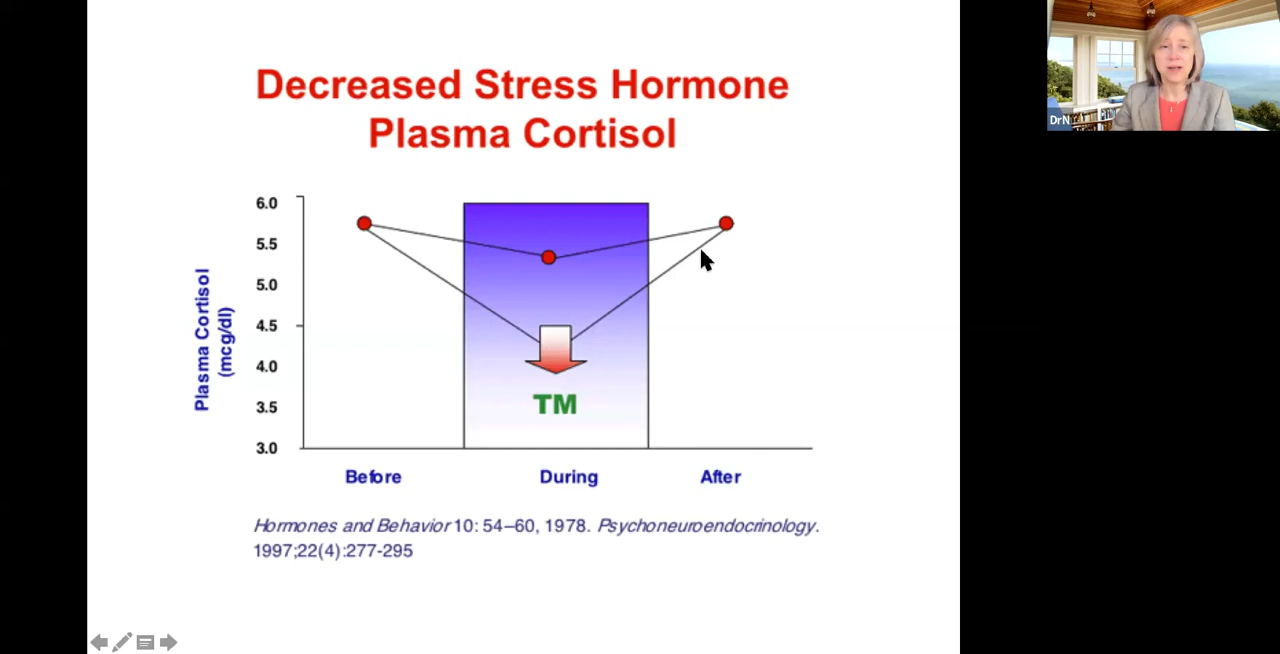 Decreased Stress Hormone
Plasma Cortisol
DrN
6.0
5.5
5.0
4.5
4.0
3.5
3.0
Plasma Cortisol
(mcg/dl)
TM
Before
During
After
Hormones and Behavior 10: 54–60, 1978. Psychoneuroendocrinology.
1997;22(4):277-295